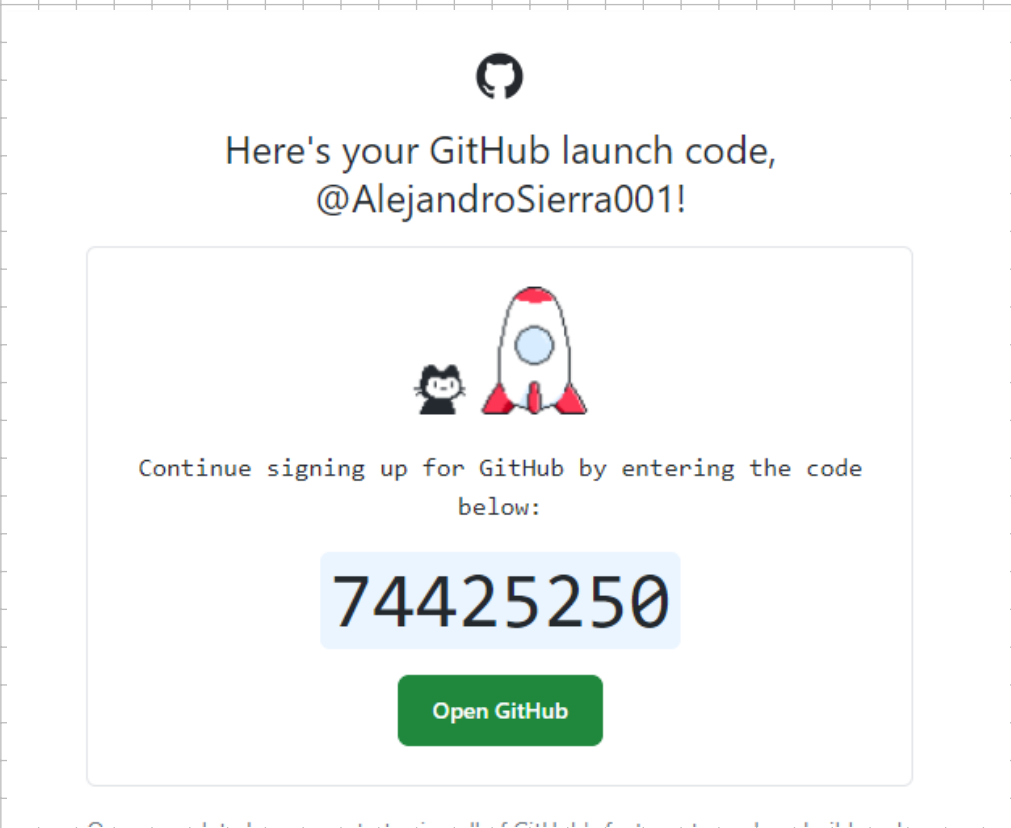 Here's your GitHub launch code,
@AlejandroSierra001!
Continue signing up for GitHub by entering the code
below:
74425250
Open GitHub